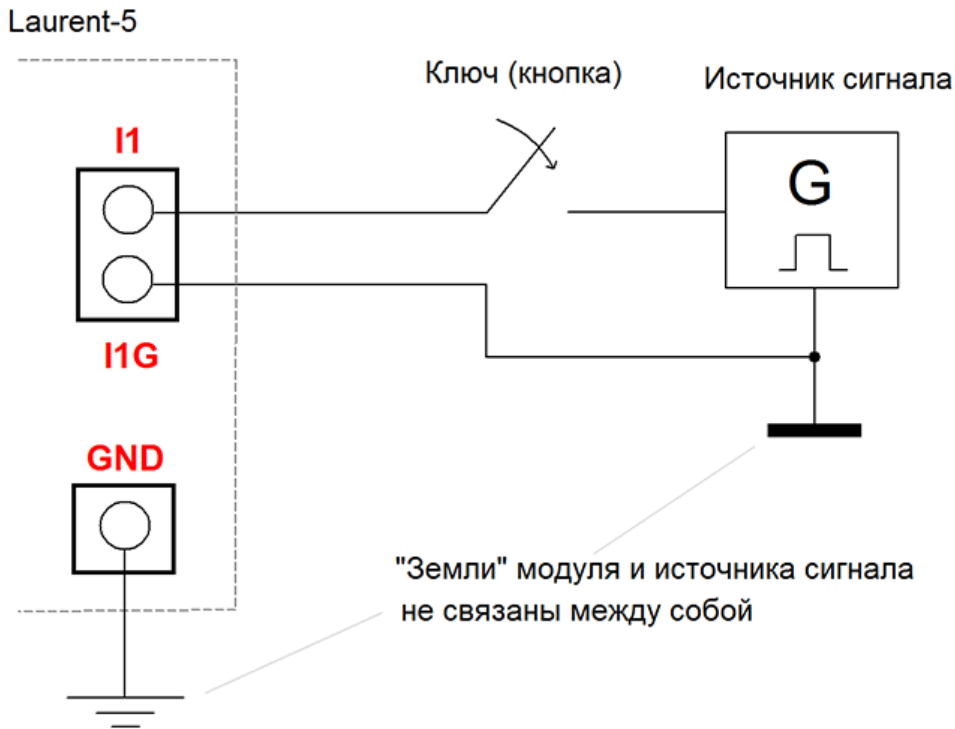 Laurent-5
Ключ (кнопка)
Источник сигнала
I1
G
I1G
GND
"Земли" модуля и источника сигнала
не связаны между собой